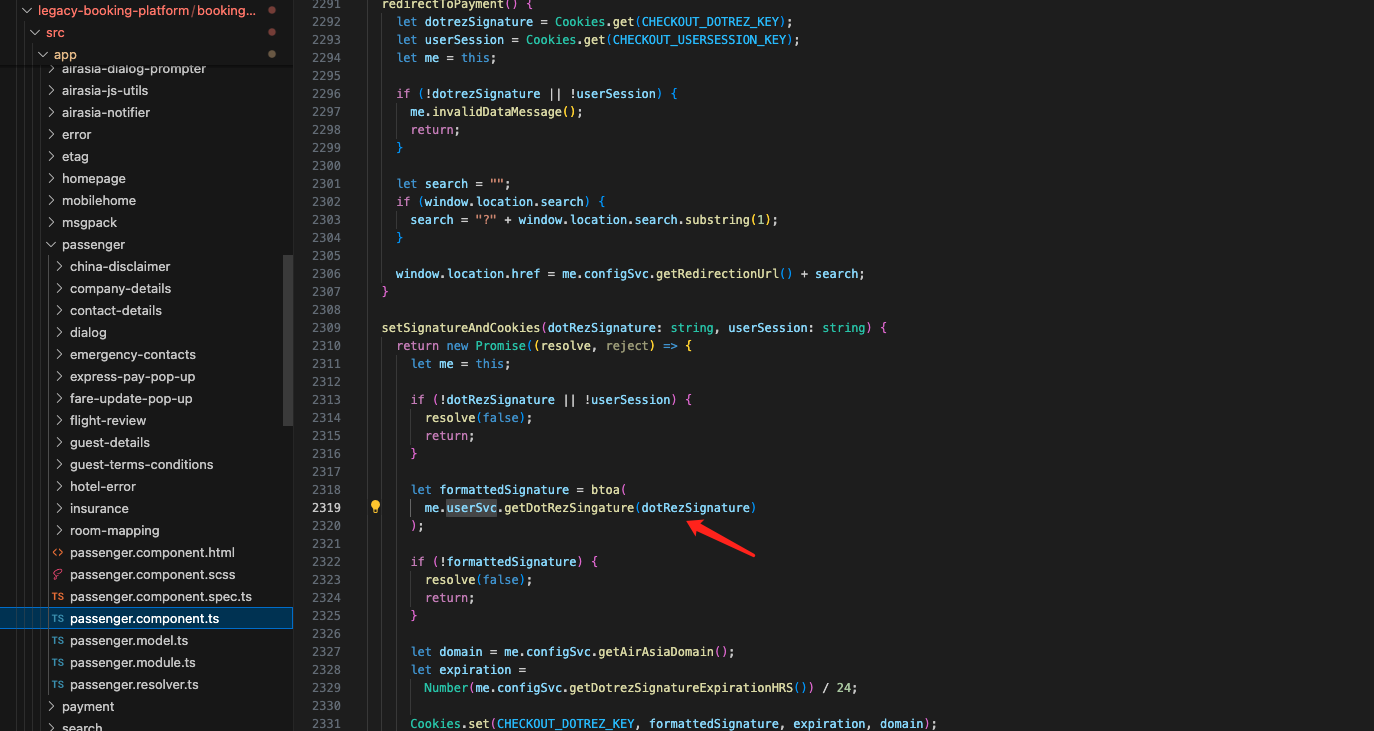 legacy-booking-platform / booking...
src
app
airasia-dialog-prompter
airasia-js-utils
airasia-notifier
error
etag
homepage
mobilehome
msgpack
passenger
china-disclaimer
company-details
contact-details
dialog
emergency-contacts
express-pay-pop-up
fare-update-pop-up
flight-review
guest-details
guest-terms-conditions
hotel-error
insurance
room-mapping
<> passenger.component.html
passenger.component.scss
TS passenger.component.spec.ts
TS passenger.component.ts
TS passenger.model.ts
TS passenger.module.ts
TS passenger.resolver.ts
payment
search
2291 redirectToPayment() {
2292 let dotrezSignature = Cookies.get(CHECKOUT_DOTREZ_KEY);
2293 let userSession = Cookies.get(CHECKOUT_USERSESSION_KEY);
2294 let me = this;
2295
2296 if (!dotrezSignature || !userSession) {
2297 me.invalidDataMessage();
2298 return;
2299 }
2300
2301 let search = "";
2302 if (window.location.search) {
2303 search = "?" + window.location.search.substring(1);
2304 }
2305
2306 window.location.href = me.configSvc.getRedirectionUrl() + search;
2307 }
2308
2309 setSignatureAndCookies(dotRezSignature: string, userSession: string) {
2310 return new Promise((resolve, reject) => {
2311 let me = this;
2312
2313 if (!dotRezSignature || !userSession) {
2314 resolve(false);
2315 return;
2316 }
2317
2318 let formattedSignature = btoa(
2319 me.userSvc.getDotRezSingature(dotRezSignature)
2320 );
2321
2322 if (!formattedSignature) {
2323 resolve(false);
2324 return;
2325 }
2326
2327 let domain = me.configSvc.getAirAsiaDomain();
2328 let expiration =
2329 Number(me.configSvc.getDotrezSignatureExpirationHRS()) / 24;
2330
2331 Cookies.set(CHECKOUT_DOTREZ_KEY, formattedSignature, expiration, domain);